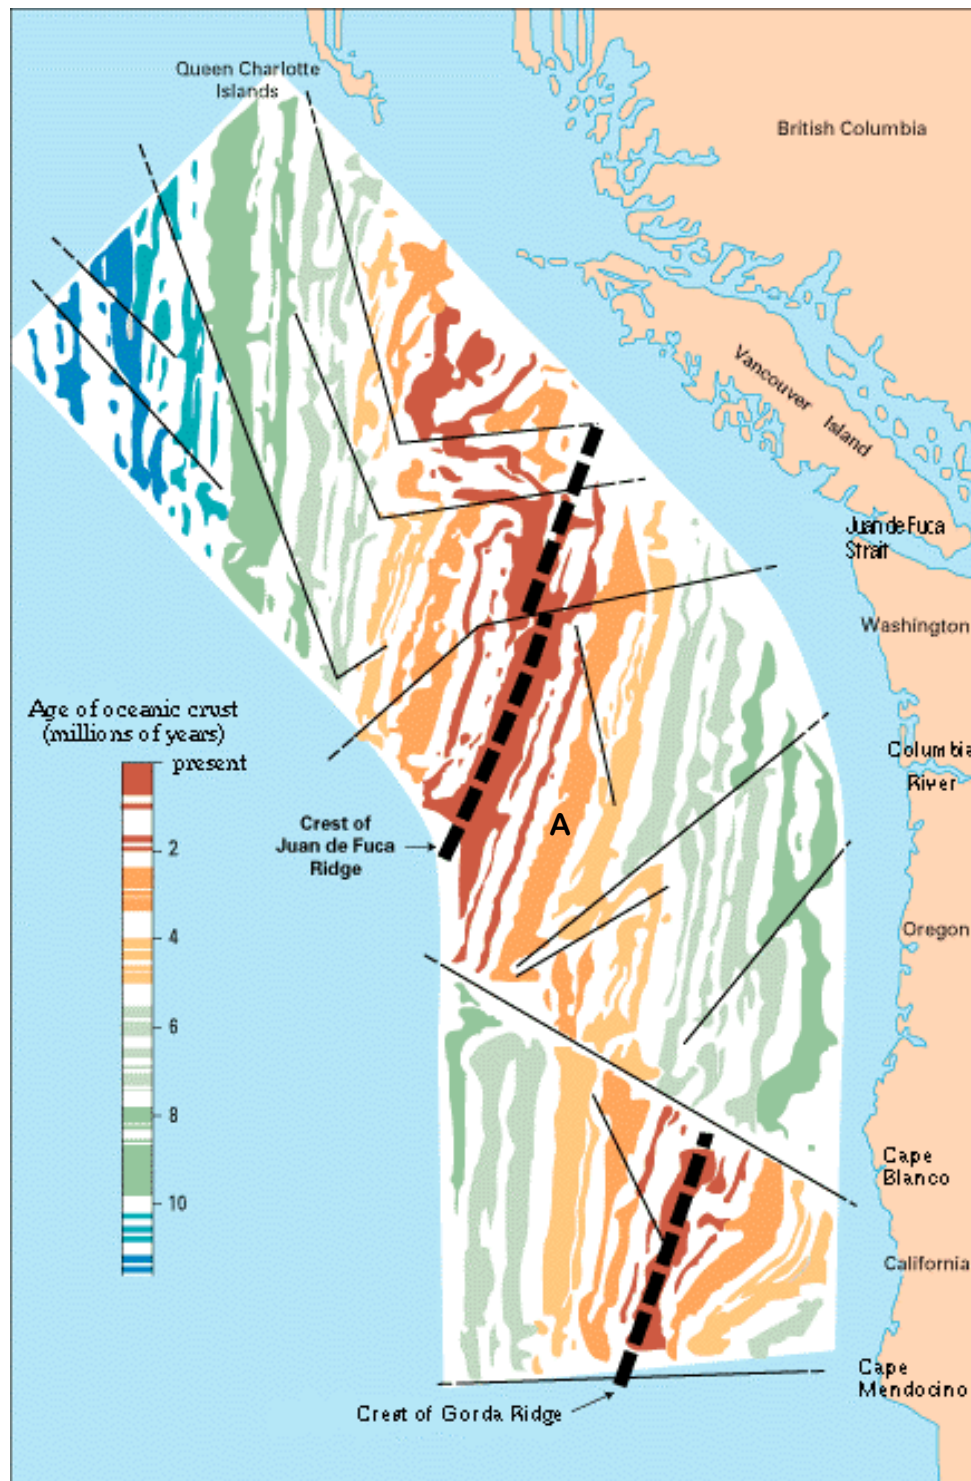 Queen Charlotte
Islands
British Columbia
Vancouver Island
Juan de Fuca
Strait
Washington
Age of oceanic crust
(millions of years)
present
2
4
6
8
10
Columbia
River
Crest of
Juan de Fuca
Ridge
A
Oregon
Cape
Blanco
California
Cape
Mendocino
Crest of Gorda Ridge